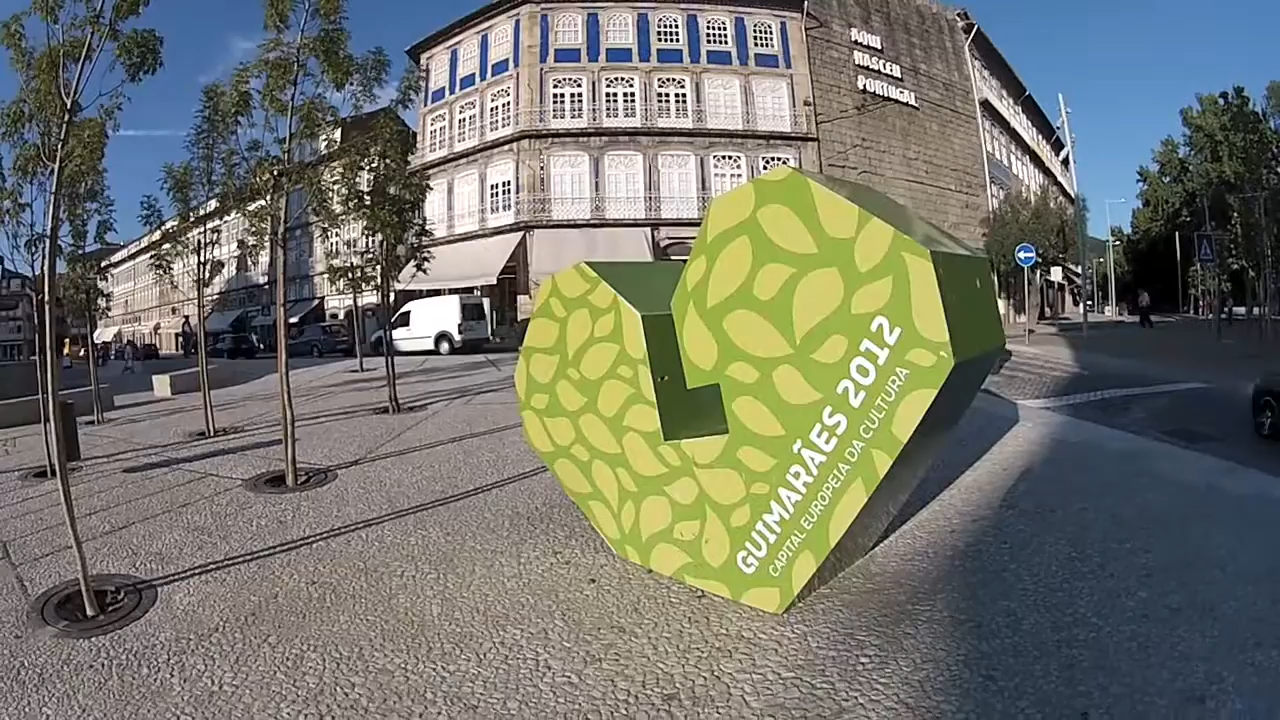 AQUI
NASCEU
PORTUGAL
GUIMARÃES 2012
CAPITAL EUROPEIA DA CULTURA